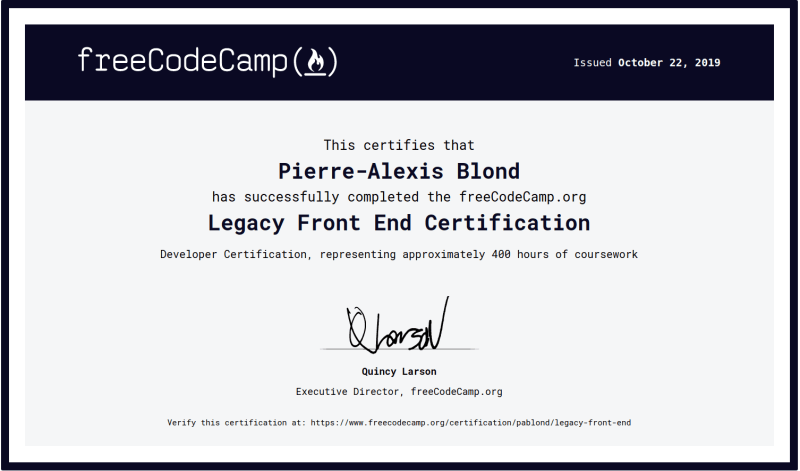 freeCodeCamp(🔥)
Issued October 22, 2019
This certifies that
Pierre-Alexis Blond
has successfully completed the freeCodeCamp.org
Legacy Front End Certification
Developer Certification, representing approximately 400 hours of coursework
QLarson
Quincy Larson
Executive Director, freeCodeCamp.org
Verify this certification at: https://www.freecodecamp.org/certification/pablond/legacy-front-end